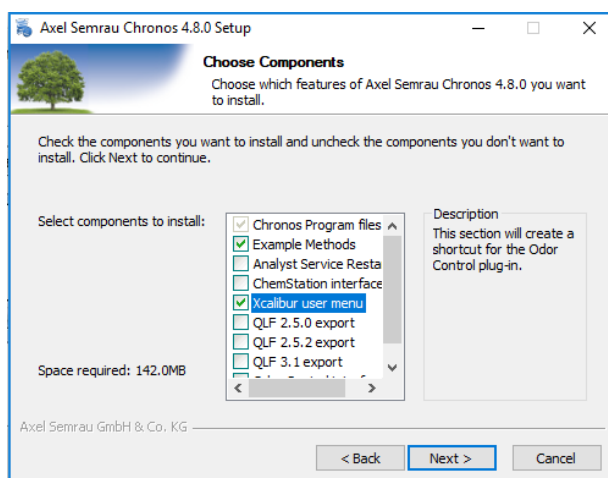 Axel Semrau Chronos 4.8.0 Setup
Choose Components
Choose which features of Axel Semrau Chronos 4.8.0 you want
to install.
Check the components you want to install and uncheck the components you don't want to
install. Click Next to continue.
Select components to install:
Chronos Program files
Example Methods
Analyst Service Resta
ChemStation interface
Xcalibur user menu
QLF 2.5.0 export
QLF 2.5.2 export
QLF 3.1 export
Description
This section will create a
shortcut for the Odor
Control plug-in.
Space required: 142.0MB
Axel Semrau GmbH & Co. KG
< Back
Next >
Cancel